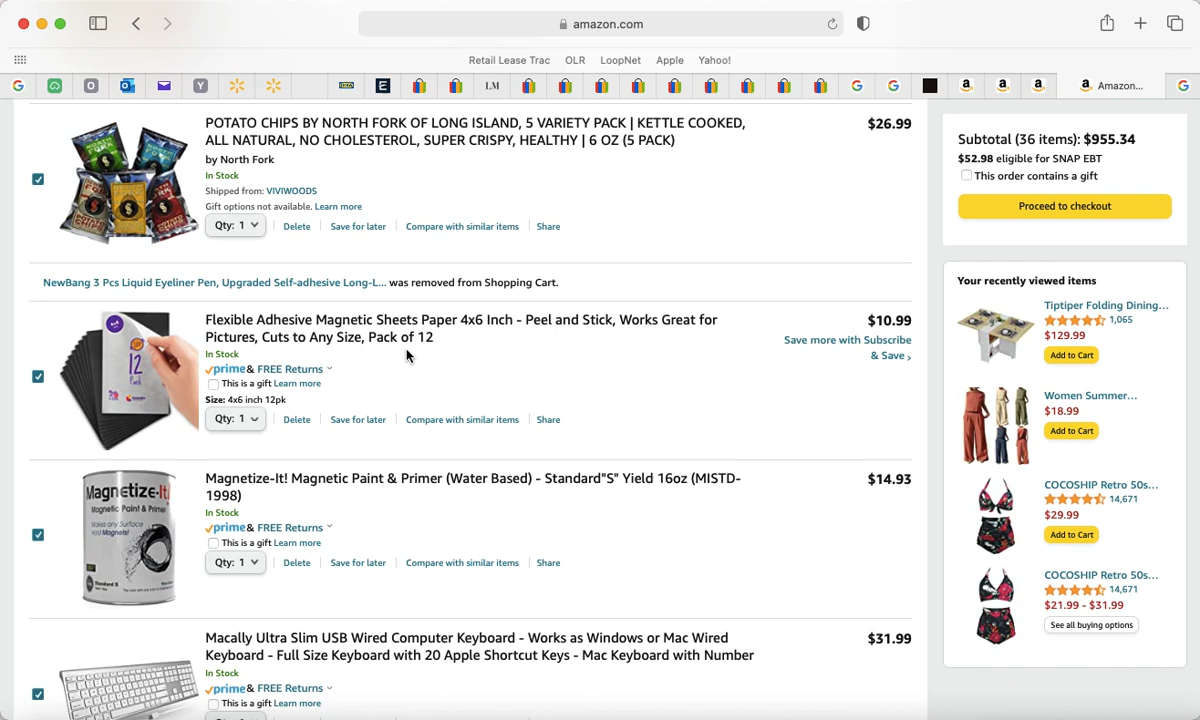 amazon.com
Retail Lease Trac OLR LoopNet Apple Yahoo!
Amazon...
POTATO CHIPS BY NORTH FORK OF LONG ISLAND, 5 VARIETY PACK | KETTLE COOKED,
ALL NATURAL, NO CHOLESTEROL, SUPER CRISPY, HEALTHY | 6 OZ (5 PACK)
$26.99
by North Fork
In Stock
Shipped from: VIVIWOODS
Gift options not available. Learn more
Qty: 1 Delete Save for later Compare with similar items Share
NewBang 3 Pcs Liquid Eyeliner Pen, Upgraded Self-adhesive Long-L... was removed from Shopping Cart.
Flexible Adhesive Magnetic Sheets Paper 4x6 Inch - Peel and Stick, Works Great for
Pictures, Cuts to Any Size, Pack of 12
$10.99
Save more with Subscribe
& Save ›
In Stock
prime & FREE Returns
This is a gift Learn more
Size: 4x6 inch 12pk
Qty: 1 Delete Save for later Compare with similar items Share
12
Magnetize-It! Magnetic Paint & Primer (Water Based) - Standard"S" Yield 16oz (MISTD-
1998)
$14.93
In Stock
prime & FREE Returns
This is a gift Learn more
Qty: 1 Delete Save for later Compare with similar items Share
Magnetize-It!
Magnetic Paint & Primer
Macally Ultra Slim USB Wired Computer Keyboard - Works as Windows or Mac Wired
Keyboard - Full Size Keyboard with 20 Apple Shortcut Keys - Mac Keyboard with Number
$31.99
In Stock
prime & FREE Returns
This is a gift Learn more
Subtotal (36 items): $955.34
$52.98 eligible for SNAP EBT
This order contains a gift
Proceed to checkout
Your recently viewed items
Tiptiper Folding Dining...
1,065
$129.99
Add to Cart
Women Summer...
$18.99
Add to Cart
COCOSHIP Retro 50s...
14,671
$29.99
Add to Cart
COCOSHIP Retro 50s...
14,671
$21.99 - $31.99
See all buying options